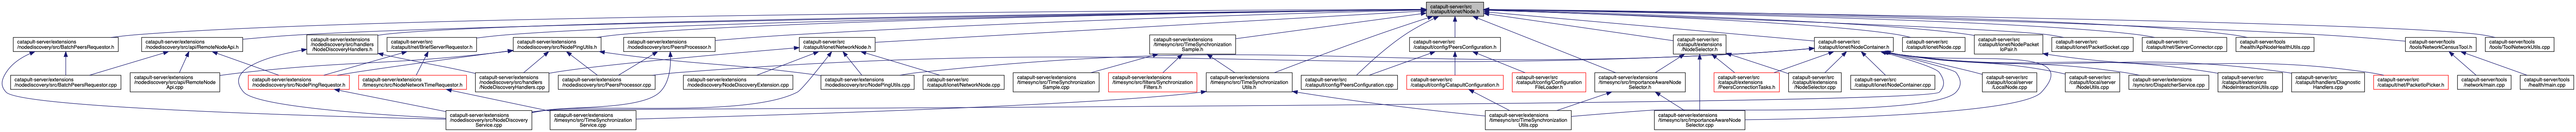 catapult-server/src
/catapult/ionet/Node.h
catapult-server/extensions
/nodediscovery/src/BatchPeersRequestor.h
catapult-server/extensions
/nodediscovery/src/api/RemoteNodeApi.h
catapult-server/extensions
/nodediscovery/src/handlers
/NodeDiscoveryHandlers.h
catapult-server/src
/catapult/net/BriefServerRequestor.h
catapult-server/extensions
/nodediscovery/src/NodePingUtils.h
catapult-server/extensions
/nodediscovery/src/PeersProcessor.h
catapult-server/src
/catapult/ionet/NetworkNode.h
catapult-server/extensions
/timesync/src/TimeSynchronization
Sample.h
catapult-server/src
/catapult/config/PeersConfiguration.h
catapult-server/src
/catapult/extensions
/NodeSelector.h
catapult-server/src
/catapult/ionet/NodeContainer.h
catapult-server/src
/catapult/ionet/Node.cpp
catapult-server/src
/catapult/ionet/NodePacket
IoPair.h
catapult-server/src
/catapult/ionet/PacketSocket.cpp
catapult-server/src
/catapult/net/ServerConnector.cpp
catapult-server/tools
/health/ApiNodeHealthUtils.cpp
catapult-server/tools
/tools/NetworkCensusTool.h
catapult-server/tools
/tools/ToolNetworkUtils.cpp
catapult-server/extensions
/nodediscovery/src/BatchPeersRequestor.cpp
catapult-server/extensions
/nodediscovery/src/api/RemoteNode
Api.cpp
catapult-server/extensions
/nodediscovery/src/NodePingRequestor.h
catapult-server/extensions
/timesync/src/NodeNetworkTimeRequestor.h
catapult-server/extensions
/nodediscovery/src/handlers
/NodeDiscoveryHandlers.cpp
catapult-server/extensions
/nodediscovery/src/PeersProcessor.cpp
catapult-server/extensions
/nodediscovery/src/NodeDiscoveryExtension.cpp
catapult-server/extensions
/nodediscovery/src/NodePingUtils.cpp
catapult-server/src
/catapult/ionet/NetworkNode.cpp
catapult-server/extensions
/timesync/src/TimeSynchronization
Sample.cpp
catapult-server/extensions
/timesync/src/filters/Synchronization
Filters.h
catapult-server/extensions
/timesync/src/TimeSynchronization
Utils.h
catapult-server/src
/catapult/config/PeersConfiguration.cpp
catapult-server/src
/catapult/config/CatapultConfiguration.h
catapult-server/src
/catapult/config/Configuration
FileLoader.h
catapult-server/extensions
/timesync/src/ImportanceAwareNode
Selector.h
catapult-server/src
/catapult/extensions
/PeersConnectionTasks.h
catapult-server/src
/catapult/extensions
/NodeSelector.cpp
catapult-server/src
/catapult/ionet/NodeContainer.cpp
catapult-server/src
/catapult/local/server
/LocalNode.cpp
catapult-server/src
/catapult/local/server
/NodeUtils.cpp
catapult-server/extensions
/sync/src/DispatcherService.cpp
catapult-server/src
/catapult/extensions
/NodeInteractionUtils.cpp
catapult-server/src
/catapult/handlers/Diagnostic
Handlers.cpp
catapult-server/src
/catapult/net/PacketIoPicker.h
catapult-server/tools
/network/main.cpp
catapult-server/tools
/health/main.cpp
catapult-server/extensions
/nodediscovery/src/NodeDiscovery
Service.cpp
catapult-server/extensions
/timesync/src/TimeSynchronization
Service.cpp
catapult-server/extensions
/timesync/src/TimeSynchronization
Utils.cpp
catapult-server/extensions
/timesync/src/ImportanceAwareNode
Selector.cpp